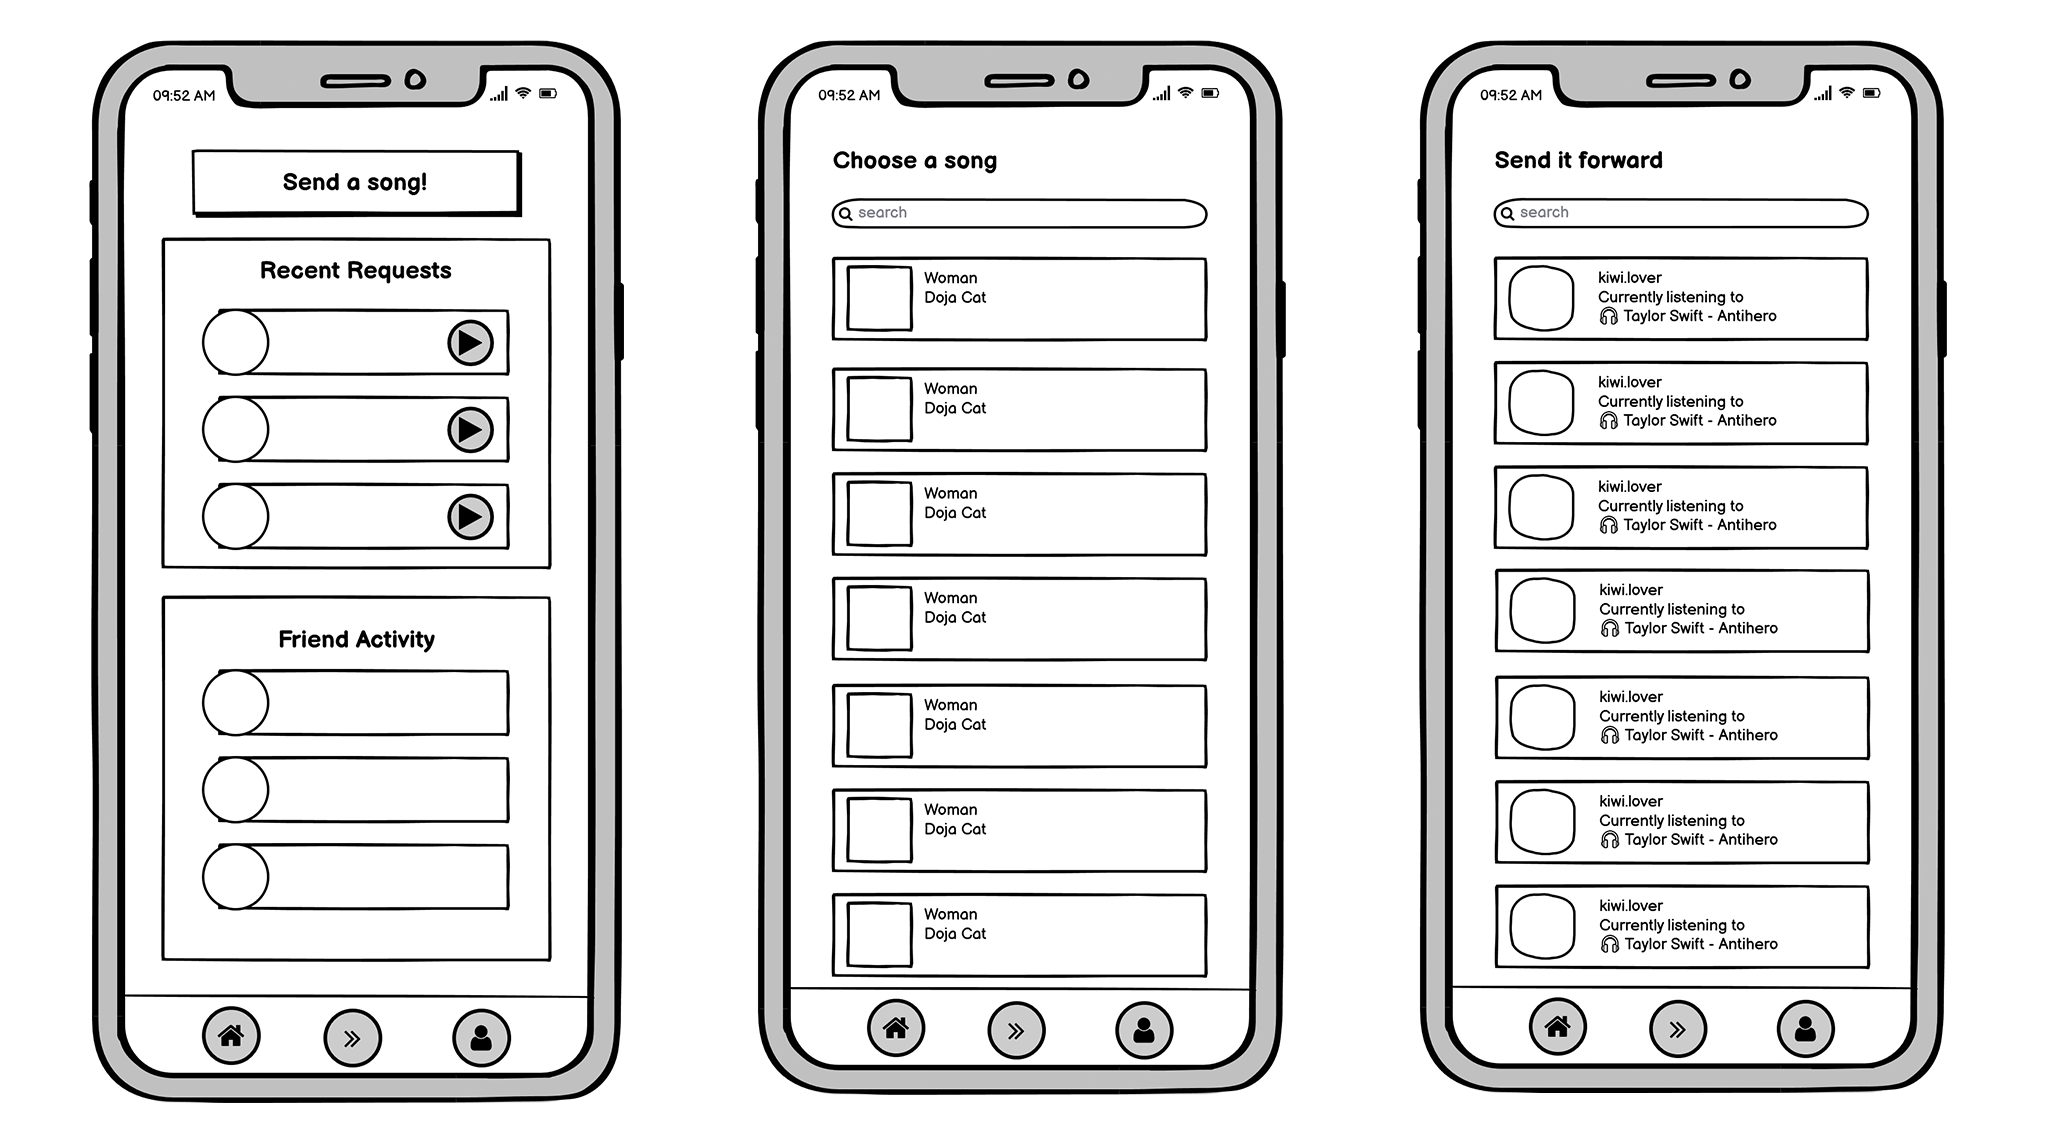 09:52 AM
Send a song!
Recent Requests
Friend Activity
09:52 AM
Choose a song
search
Woman
Doja Cat
Woman
Doja Cat
Woman
Doja Cat
Woman
Doja Cat
Woman
Doja Cat
Woman
Doja Cat
Woman
Doja Cat
09:52 AM
Send it forward
search
kiwi.lover
Currently listening to
Taylor Swift - Antihero
kiwi.lover
Currently listening to
Taylor Swift - Antihero
kiwi.lover
Currently listening to
Taylor Swift - Antihero
kiwi.lover
Currently listening to
Taylor Swift - Antihero
kiwi.lover
Currently listening to
Taylor Swift - Antihero
kiwi.lover
Currently listening to
Taylor Swift - Antihero
kiwi.lover
Currently listening to
Taylor Swift - Antihero